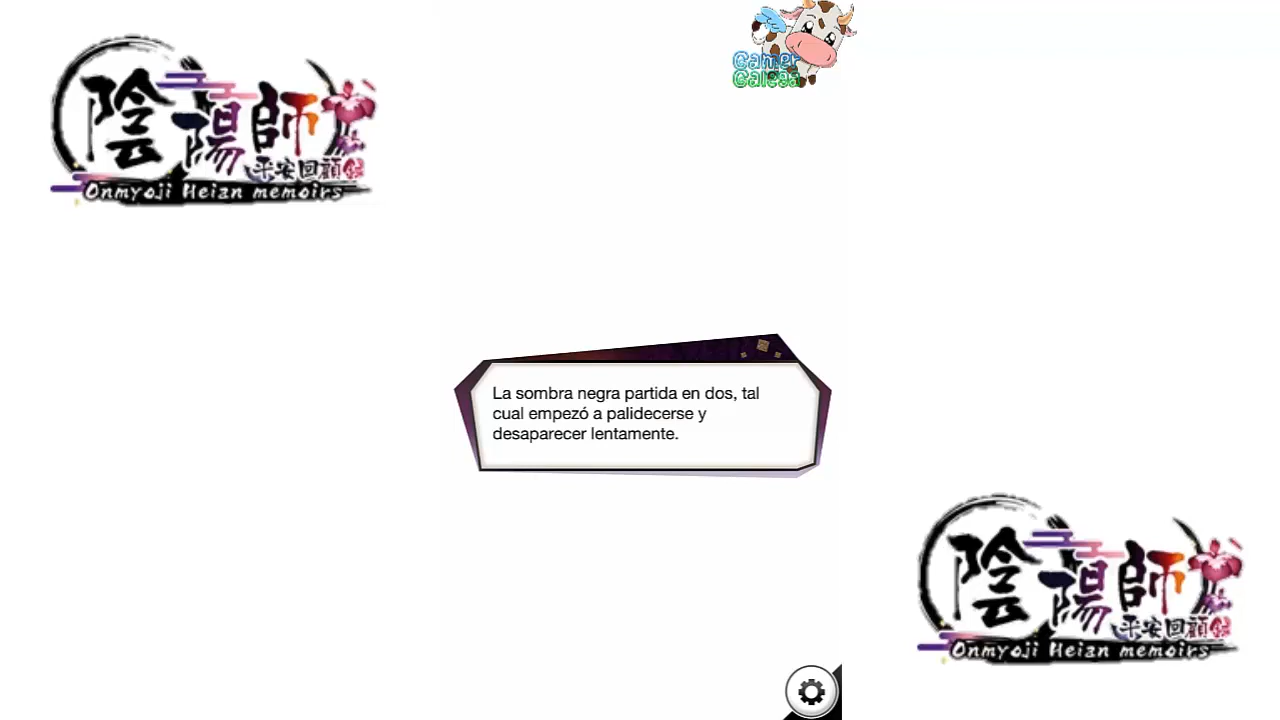 陰陽師
平安回顧録
Onmyoji Heian memoirs
Gamer
Galesa
La sombra negra partida en dos, tal
cual empezó a palidecerse y
desaparecer lentamente.
陰陽師
平安回顧録
Onmyoji Heian memoirs